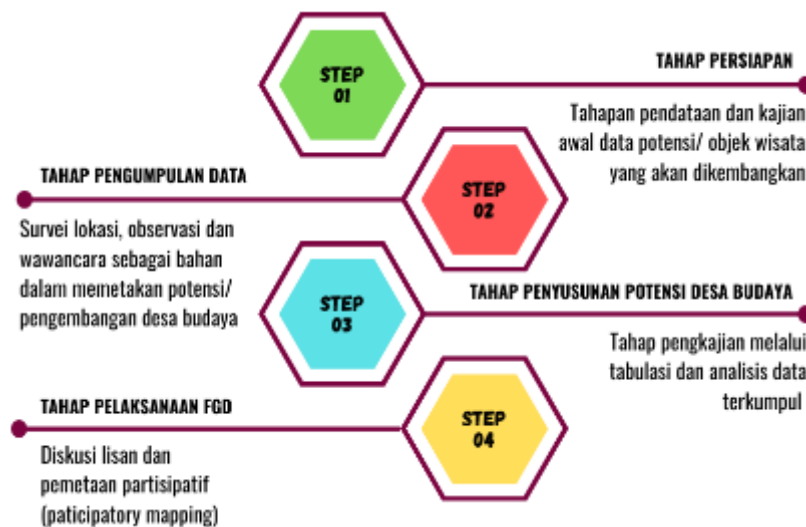 STEP
01
TAHAP PERSIAPAN
Tahapan pendataan dan kajian
awal data potensi/ objek wisata
yang akan dikembangkan
STEP
02
TAHAP PENGUMPULAN DATA
Survei lokasi, observasi dan
wawancara sebagai bahan
dalam memetakan potensi/
pengembangan desa budaya
STEP
03
TAHAP PENYUSUNAN POTENSI DESA BUDAYA
Tahap pengkajian melalui
tabulasi dan analisis data
terkumpul
STEP
04
TAHAP PELAKSANAAN FGD
Diskusi lisan dan
pemetaan partisipatif
(paticipatory mapping)